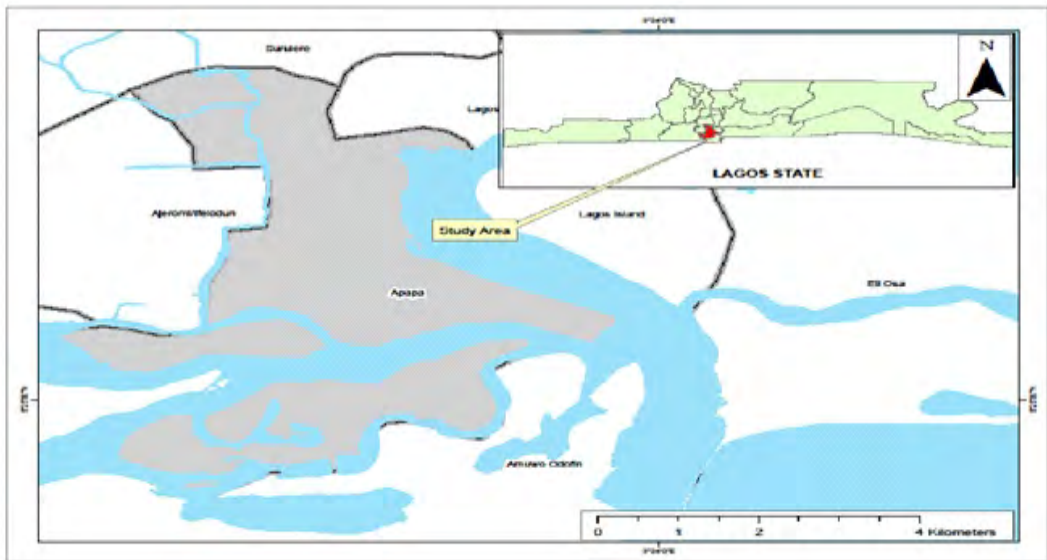 Surulere
Lagos
N
LAGOS STATE
Ajeromi/Ifelodun
Study Area
Lagos Island
Apapa
Eti Osa
Amuwo Odofin
0 1 2 4 Kilometers